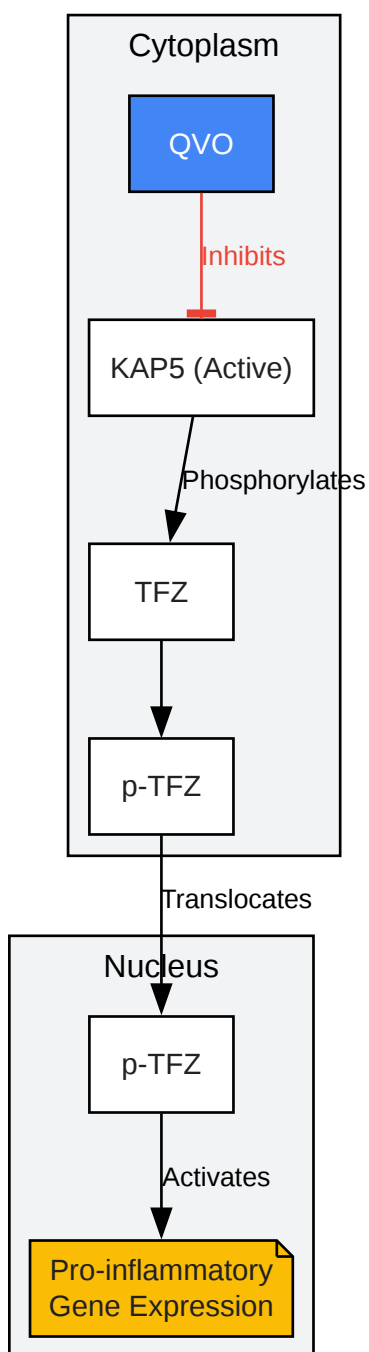 Cytoplasm
QVO
Inhibits
KAP5 (Active)
Phosphorylates
TFZ
p-TFZ
Translocates
Nucleus
p-TFZ
Activates
Pro-inflammatory
Gene Expression